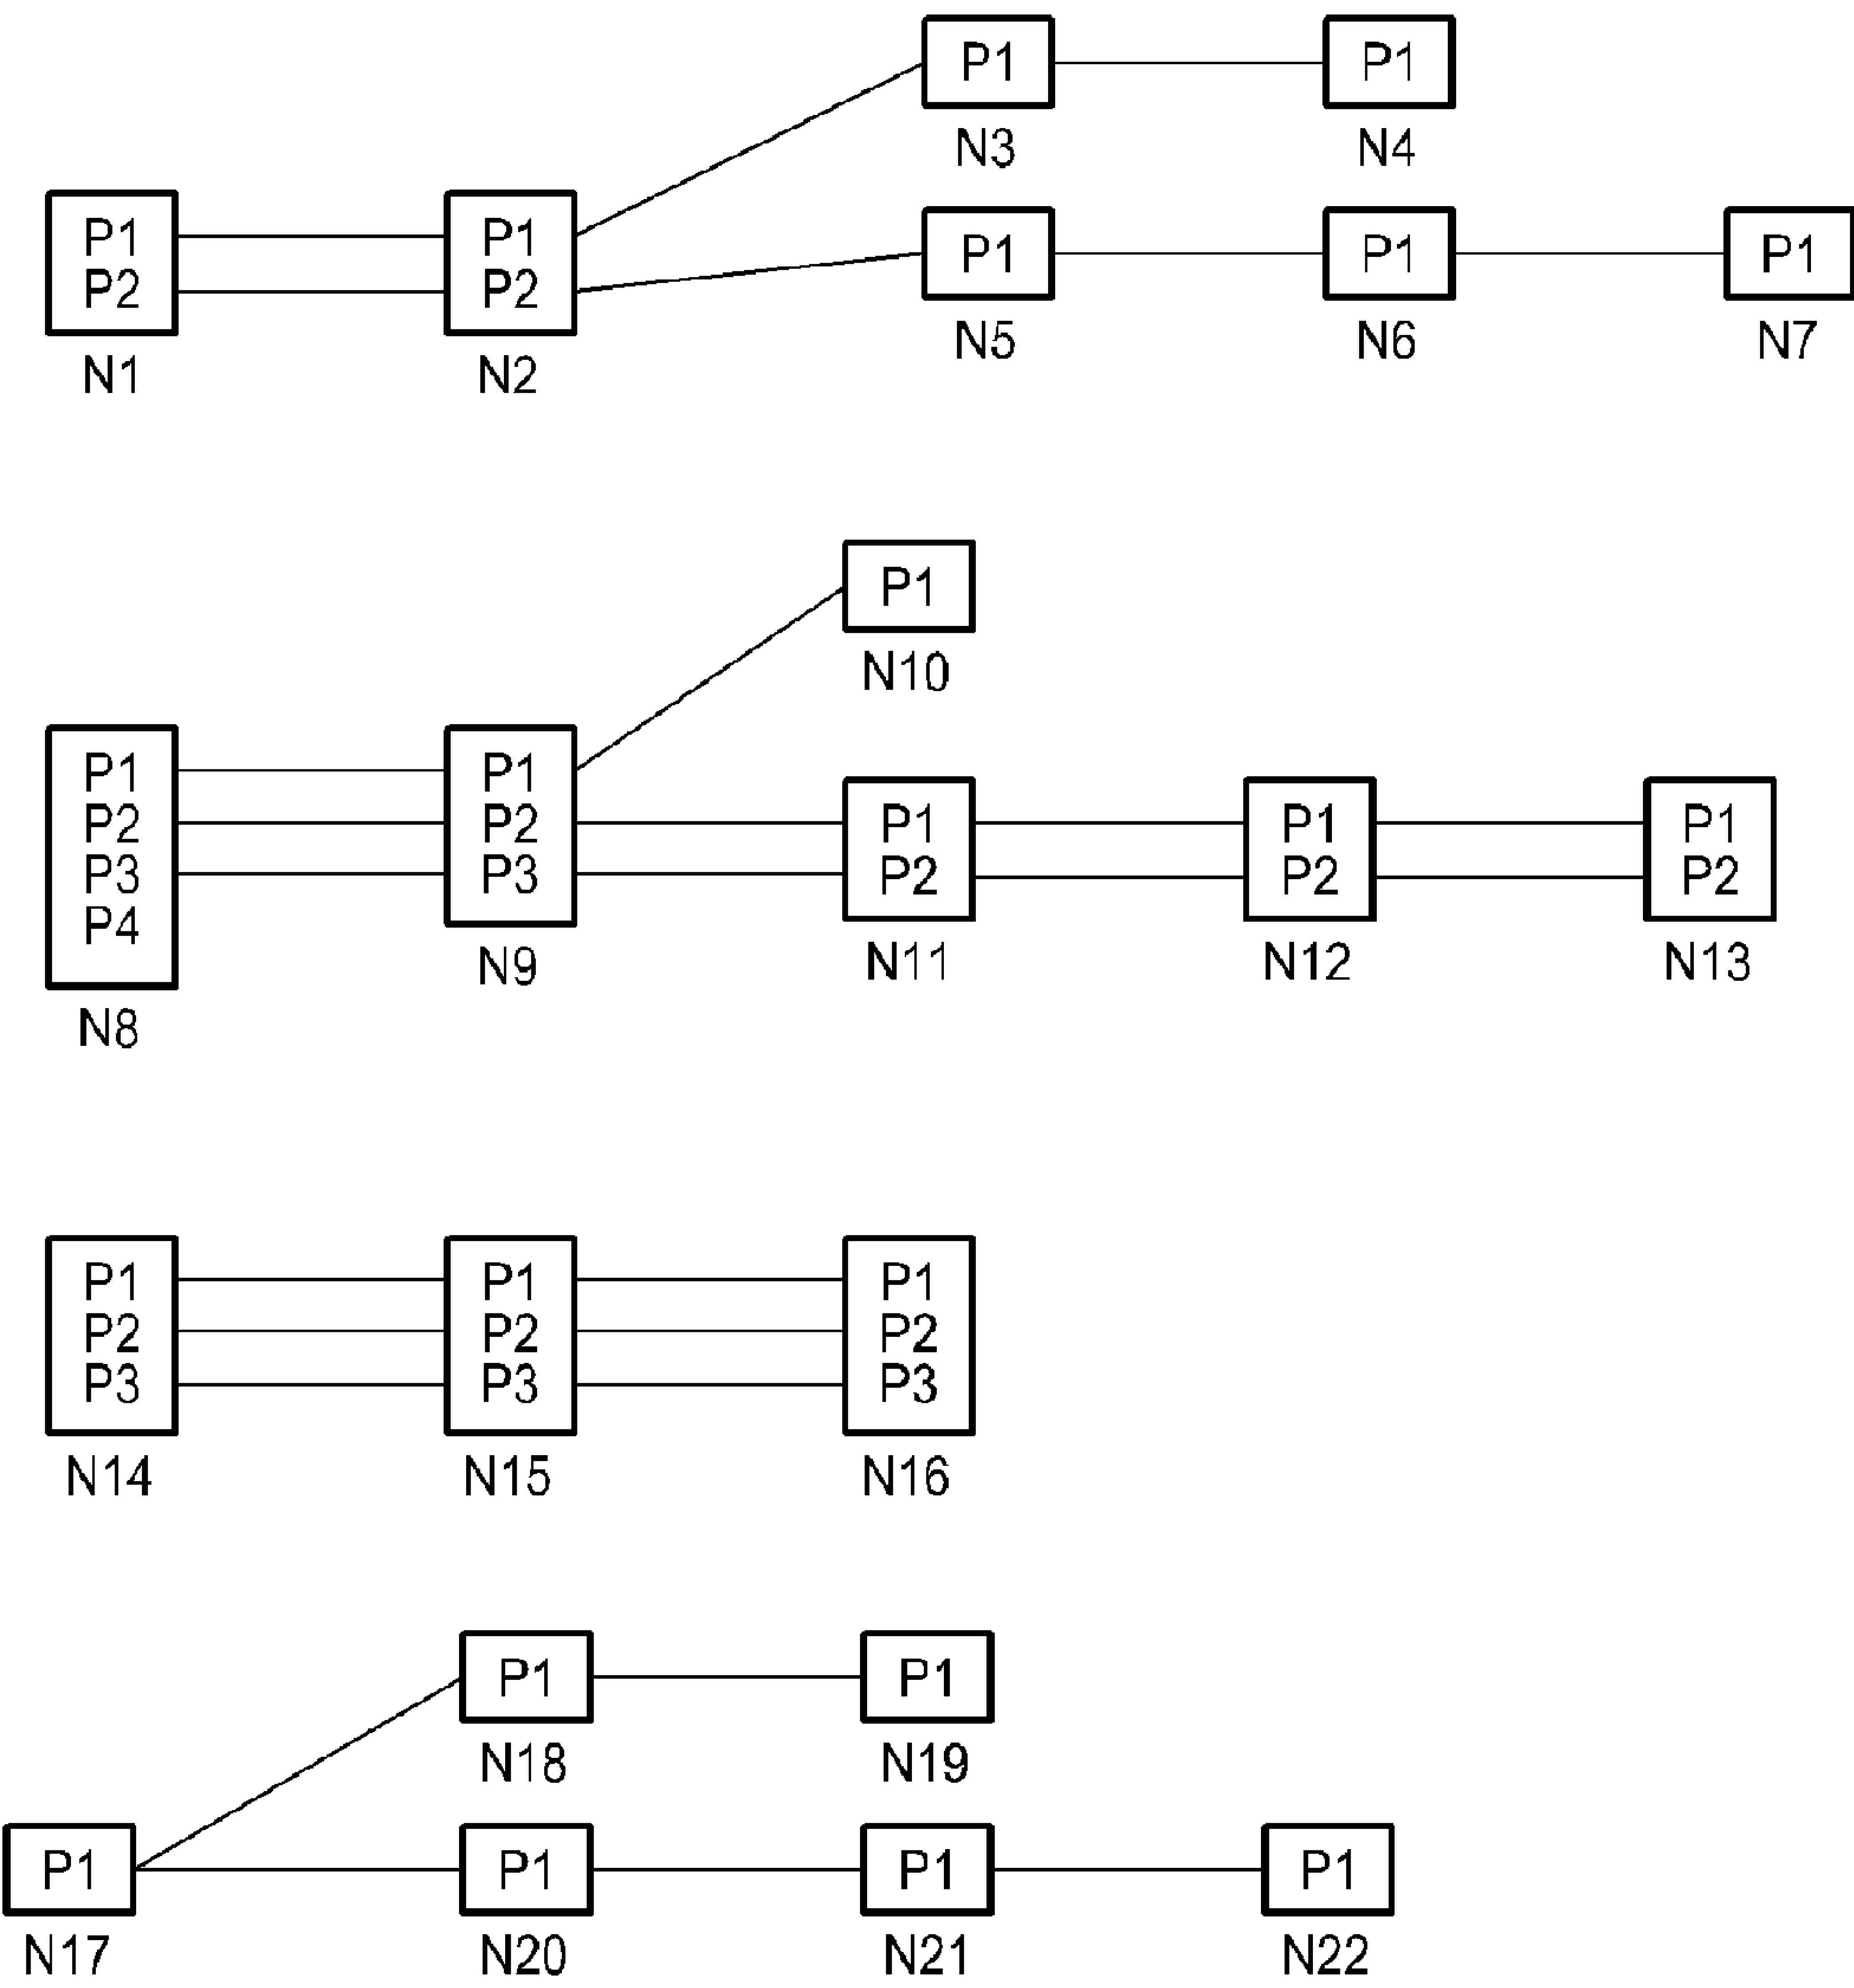 P1 P1
N3 N4
P1 P1 P1 P1 P1
P2 P2
N5 N6 N7
N1 N2
P1
N10
P1 P1
P2 P2 P1 P1 P1
P3 P3 P2 P2 P2
P4
N9 N11 N12 N13
N8
P1 P1 P1
P2 P2 P2
P3 P3 P3
N14 N15 N16
P1 P1
N18 N19
P1 P1 P1 P1
N17 N20 N21 N22